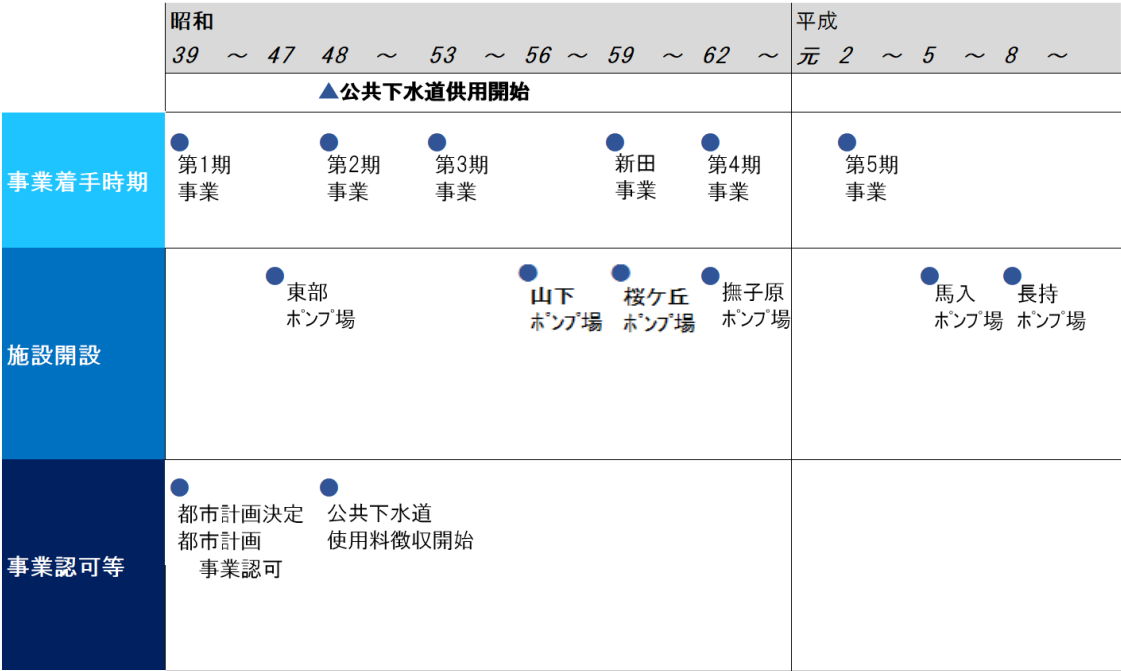 昭和 平成
39 ～ 47 48 ～ 53 ～ 56 ～ 59 ～ 62 ～ 元 2 ～ 5 ～ 8 ～
▲公共下水道供用開始
事業着手時期
第1期
事業
第2期
事業
第3期
事業
新田
事業
第4期
事業
第5期
事業
施設開設
東部
ポンプ場
山下
ポンプ場
桜ケ丘
ポンプ場
撫子原
ポンプ場
馬入
ポンプ場
長持
ポンプ場
事業認可等
都市計画決定
都市計画
事業認可
公共下水道
使用料徴収開始